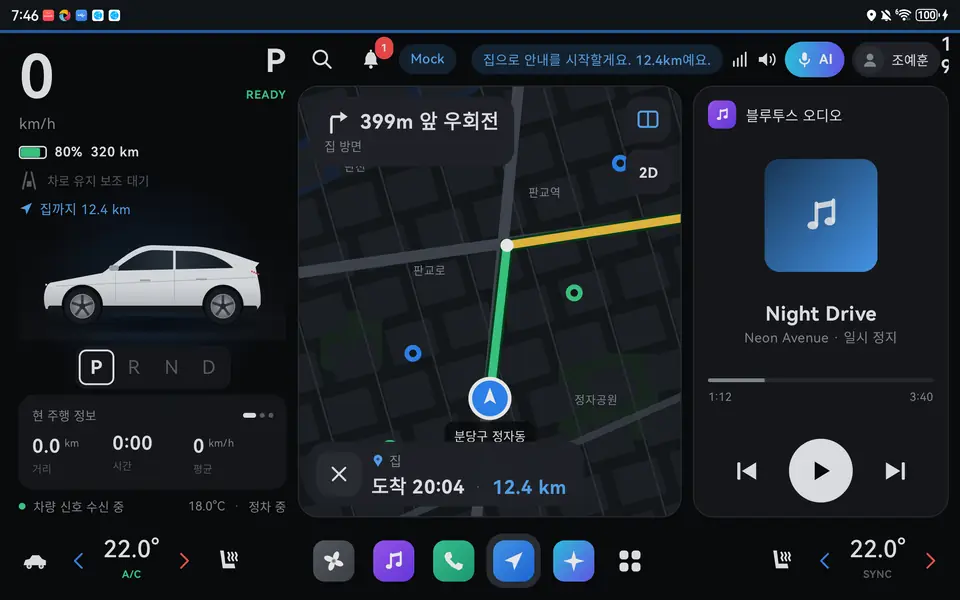 7:46
100
0
P
READY
km/h
80% 320 km
차로 유지 보조 대기
집까지 12.4 km
P R N D
현 주행 정보
0.0 km
거리
0:00
시간
0 km/h
평균
차량 신호 수신 중
18.0°C · 정차 중
1
Mock
집으로 안내를 시작할게요. 12.4km예요.
AI
조예훈
399m 앞 우회전
집 방면
2D
판교역
판교로
정자공원
분당구 정자동
집
도착 20:04 · 12.4 km
블루투스 오디오
Night Drive
Neon Avenue · 일시 정지
1:12
3:40
22.0°
A/C
22.0°
SYNC